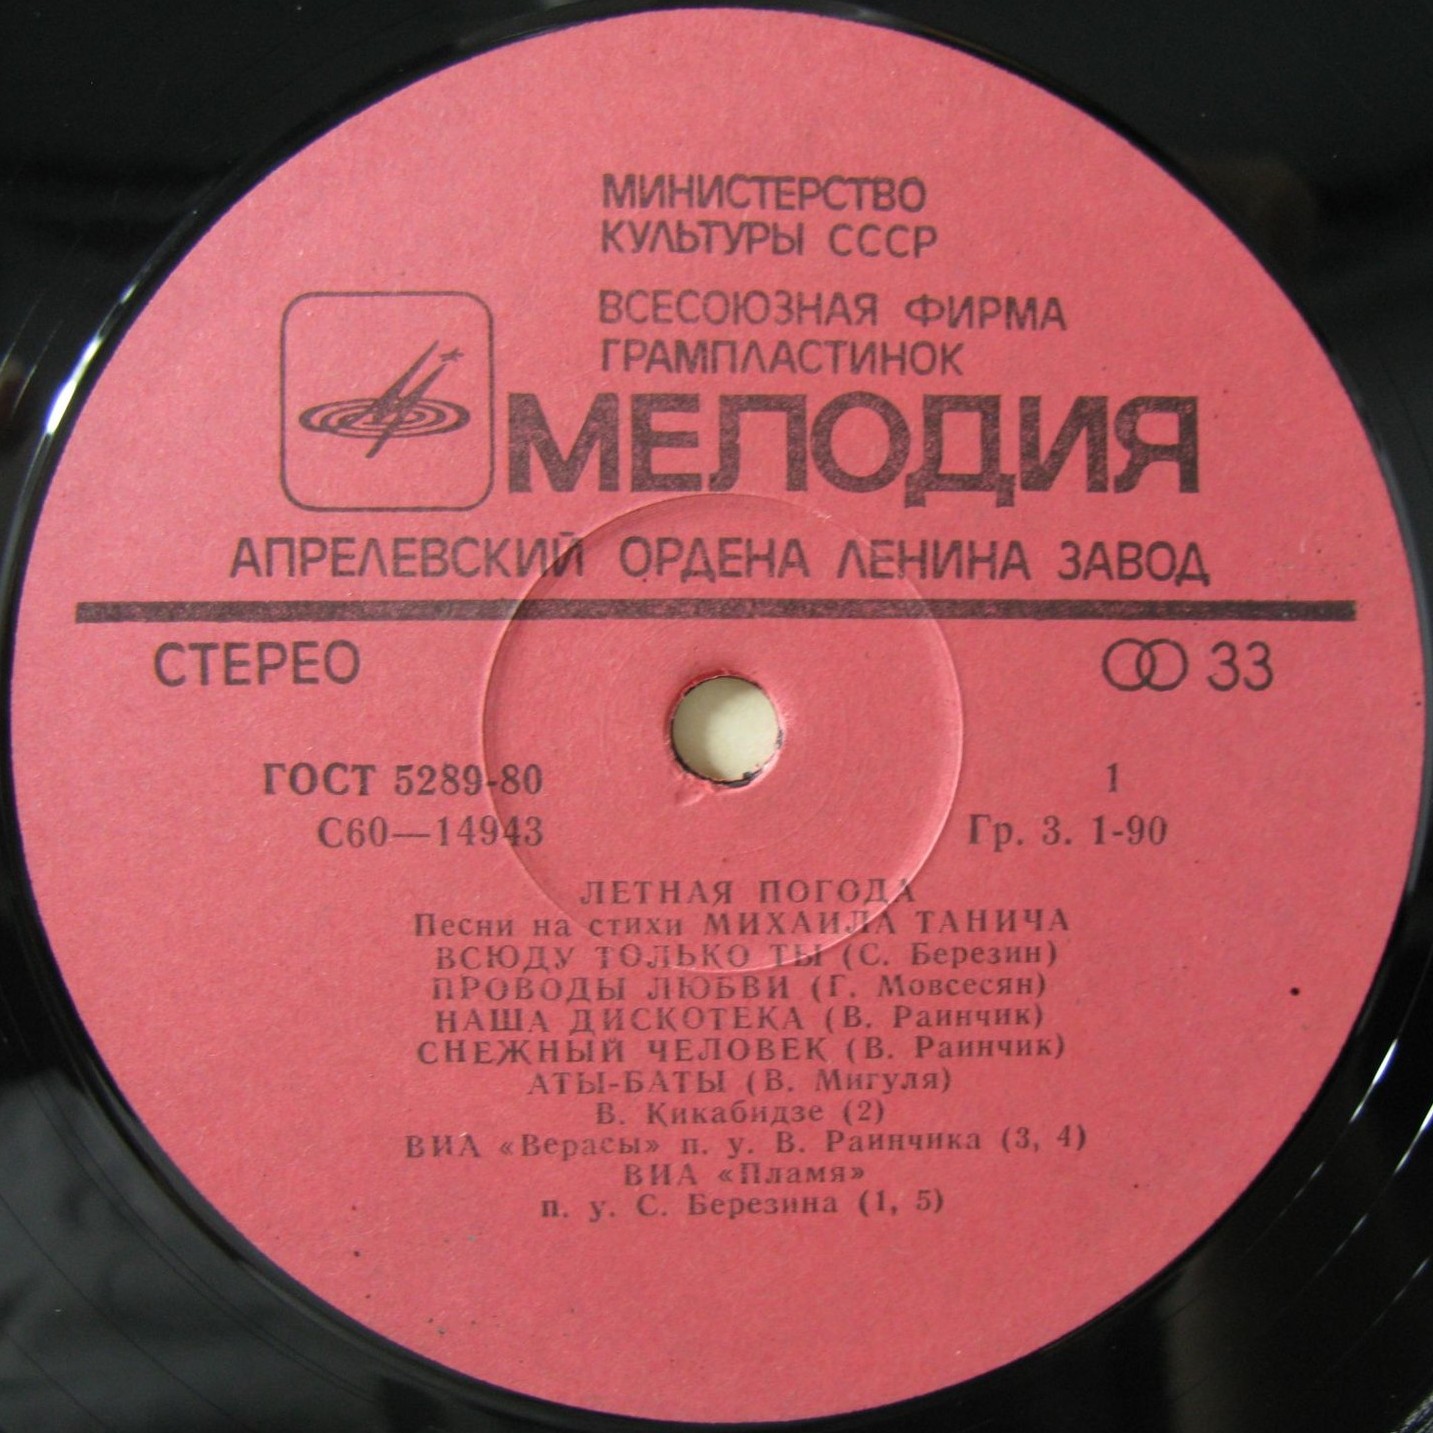 МИНИСТЕРСТВО
КУЛЬТУРЫ СССР
ВСЕСОЮЗНАЯ ФИРМА
ГРАМПЛАСТИНОК
МЕЛОДИЯ
АПРЕЛЕВСКИЙ ОРДЕНА ЛЕНИНА ЗАВОД
СТЕРЕО 33
ГОСТ 5289-80 1
С60—14943 Гр. 3. 1-90
ЛЕТНАЯ ПОГОДА
Песни на стихи МИХАИЛА ТАНИЧА
ВСЮДУ ТОЛЬКО ТЫ (С. Березин)
ПРОВОДЫ ЛЮБВИ (Г. Мовсесян)
НАША ДИСКОТЕКА (В. Раинчик)
СНЕЖНЫЙ ЧЕЛОВЕК (В. Раинчик)
АТЫ-БАТЫ (В. Мигуля)
В. Кикабидзе (2)
ВИА «Верасы» п. у. В. Раинчика (3, 4)
ВИА «Пламя»
п. у. С. Березина (1, 5)